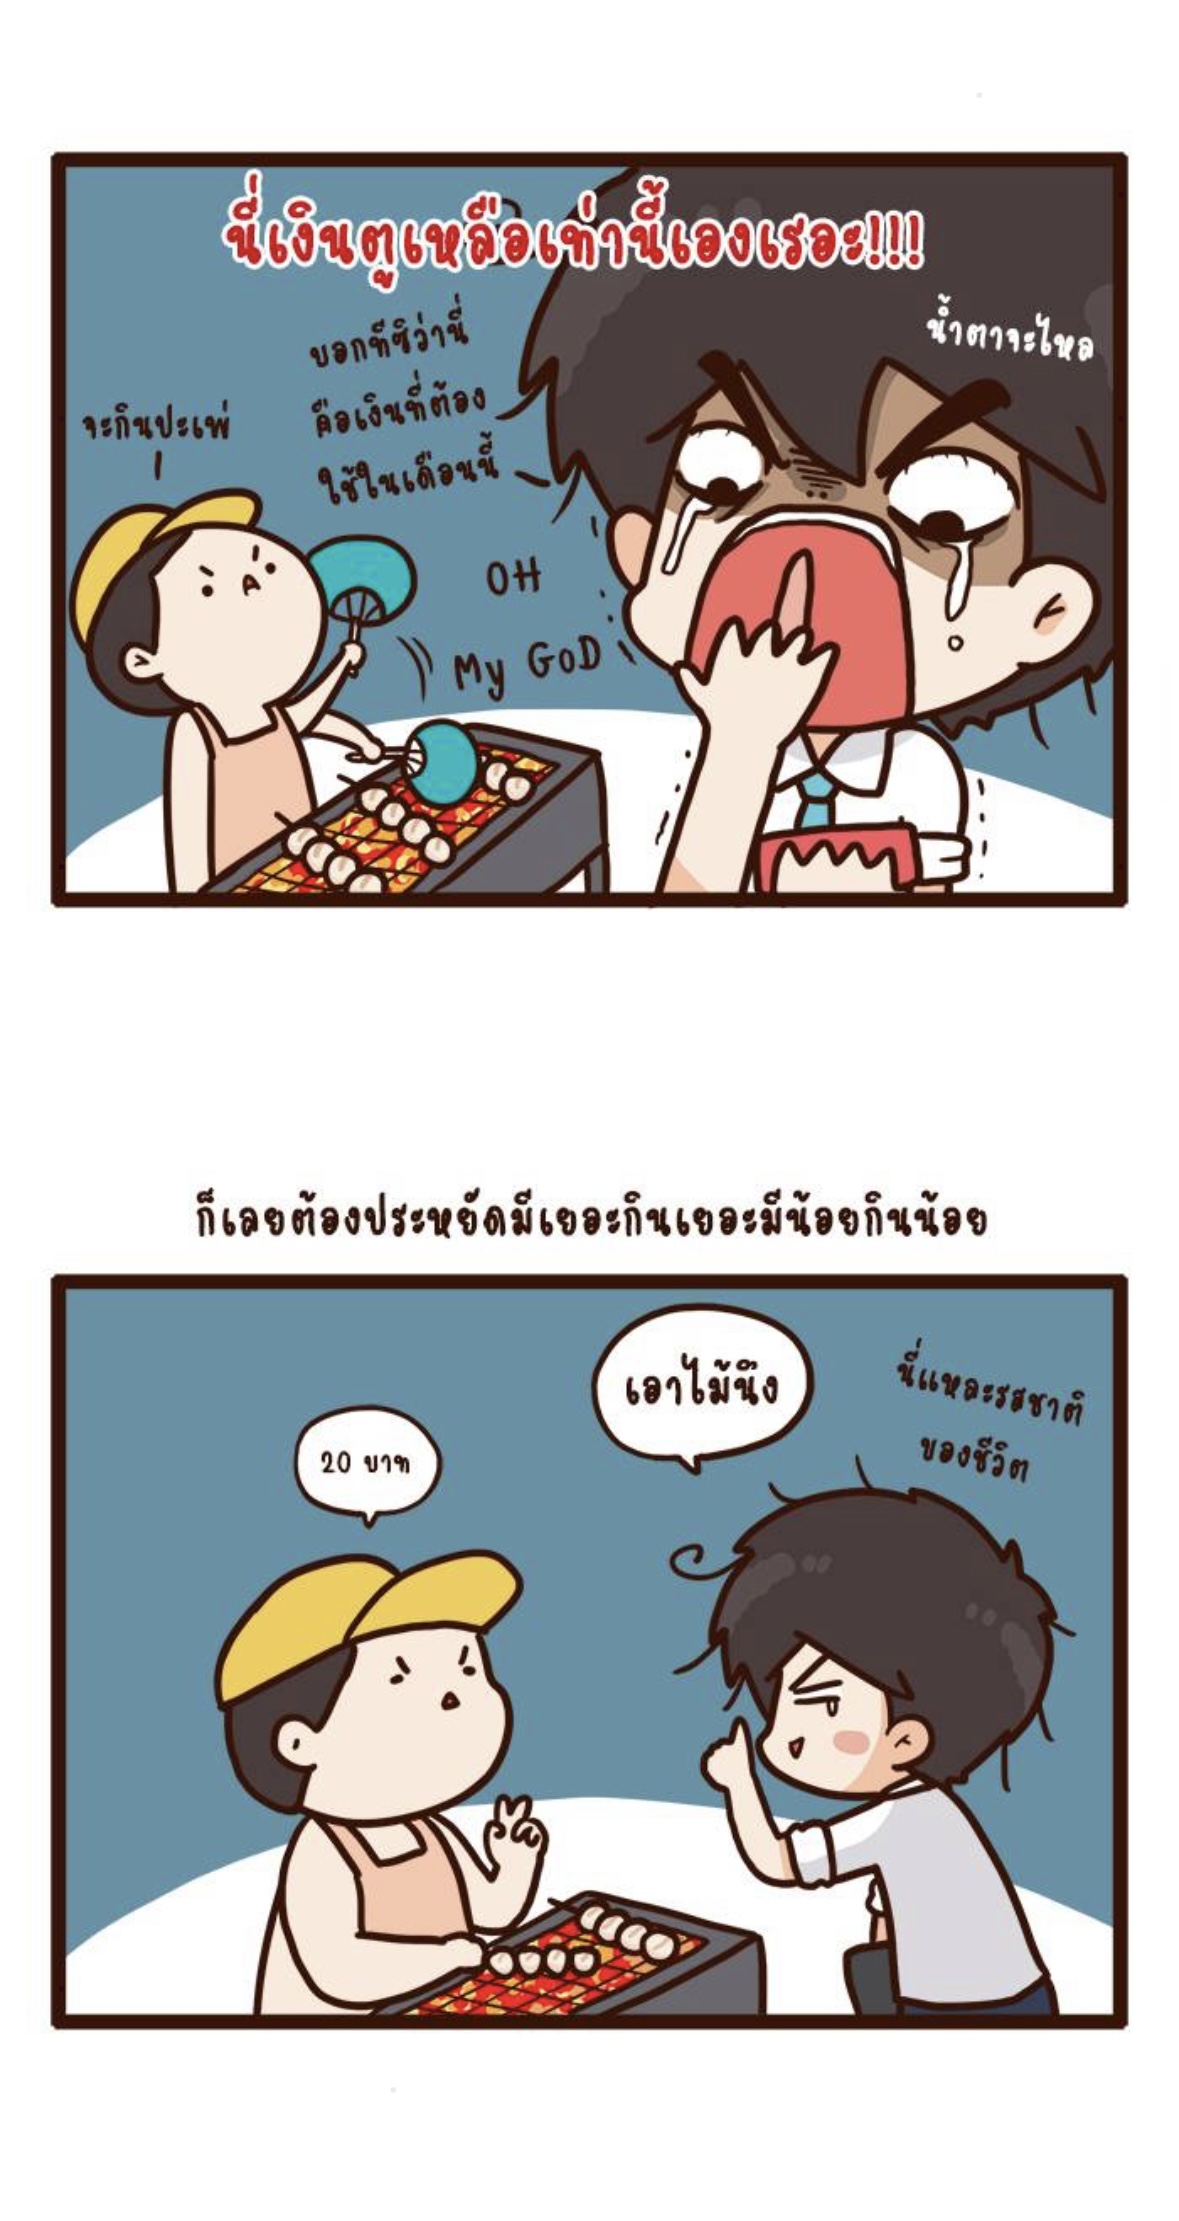 นี่เงินตูเหลือเท่านี้เองเรอะ!!!
น้ำตาจะไหล
บอกทีซิว่านี่
คือเงินที่ต้อง
ใช้ในเดือนนี้
จะกินปะเพ่
OH
My GOD
ก็เลยต้องประหยัดมีเยอะกินเยอะมีน้อยกินน้อย
เอาไม้นึง
นี่แหละรสชาติ
ของชีวิต
20 บาท